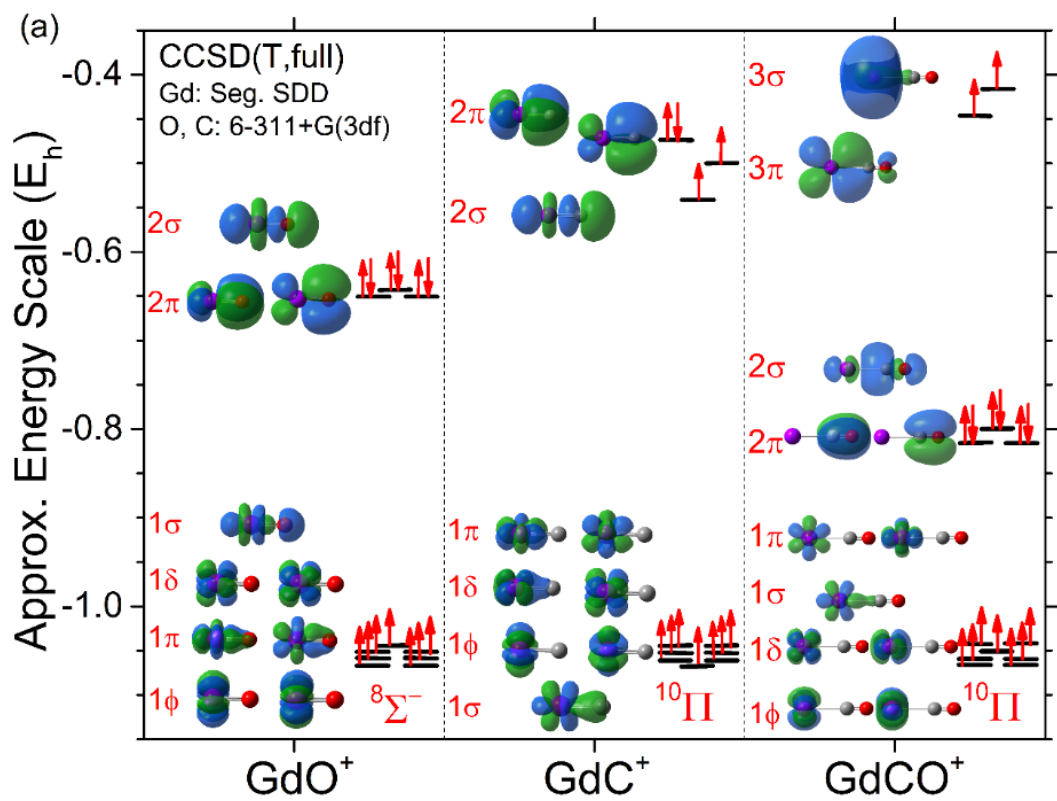 (a)
Approx. Energy Scale (E_h)
-0.4
-0.6
-0.8
-1.0
CCSD(T,full)
Gd: Seg. SDD
O, C: 6-311+G(3df)
2σ
2π
1σ
1δ
1π
1ϕ
⁸Σ⁻
2π
2σ
1π
1δ
1ϕ
1σ
¹⁰Π
3σ
3π
2σ
2π
1π
1σ
1δ
1ϕ
¹⁰Π
GdO⁺
GdC⁺
GdCO⁺